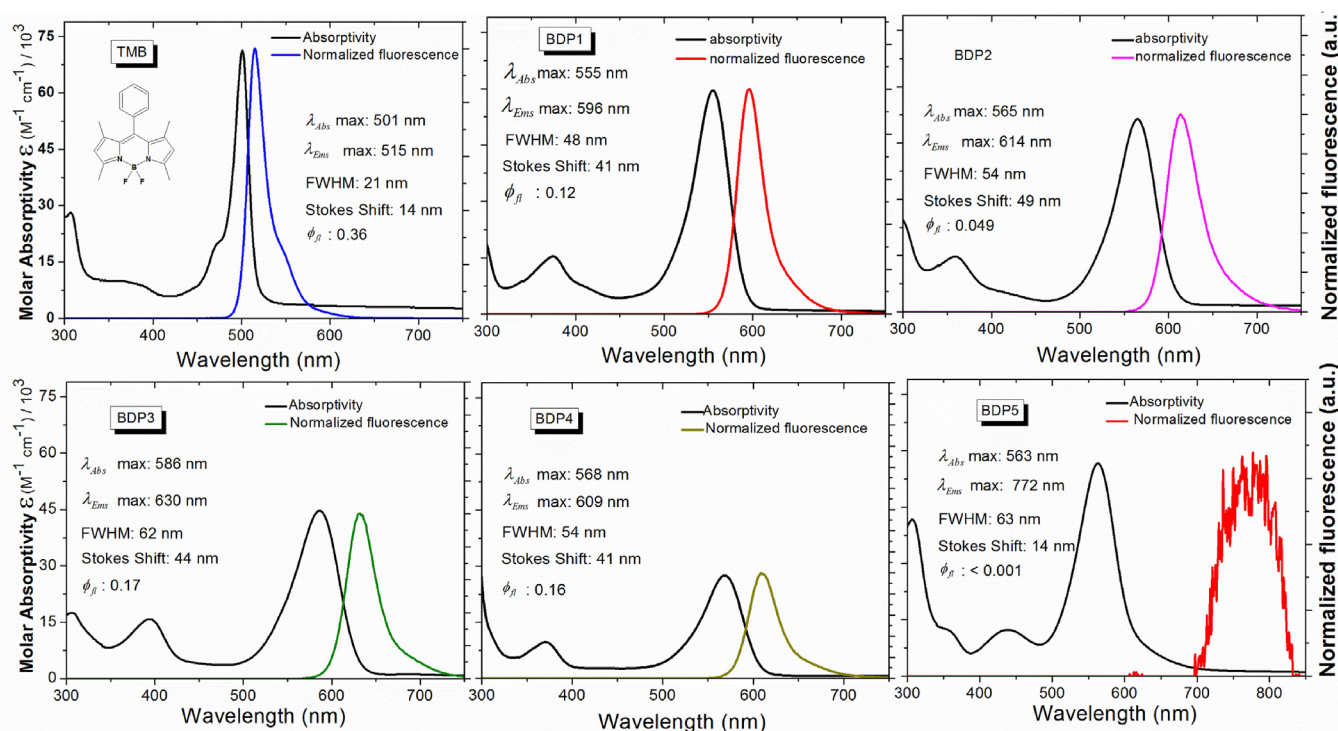 TMB
Absorptivity
Normalized fluorescence
N
N
B
F
F
λAbs max: 501 nm
λEms max: 515 nm
FWHM: 21 nm
Stokes Shift: 14 nm
ϕfl : 0.36
Molar Absorptivity Ɛ (M⁻¹ cm⁻¹) / 10³
75
60
45
30
15
0
300 400 500 600 700
Wavelength (nm)
BDP1
absorptivity
normalized fluorescence
λAbs max: 555 nm
λEms max: 596 nm
FWHM: 48 nm
Stokes Shift: 41 nm
ϕfl : 0.12
300 400 500 600 700
Wavelength (nm)
BDP2
absorptivity
normalized fluorescence
λAbs max: 565 nm
λEms max: 614 nm
FWHM: 54 nm
Stokes Shift: 49 nm
ϕfl : 0.049
300 400 500 600 700
Wavelength (nm)
Normalized fluorescence (a.u.)
BDP3
Absorptivity
Normalized fluorescence
λAbs max: 586 nm
λEms max: 630 nm
FWHM: 62 nm
Stokes Shift: 44 nm
ϕfl : 0.17
Molar Absorptivity Ɛ (M⁻¹ cm⁻¹) / 10³
75
60
45
30
15
0
300 400 500 600 700
Wavelength (nm)
BDP4
Absorptivity
Normalized fluorescence
λAbs max: 568 nm
λEms max: 609 nm
FWHM: 54 nm
Stokes Shift: 41 nm
ϕfl : 0.16
300 400 500 600 700
Wavelength (nm)
BDP5
Absorptivity
Normalized fluorescence
λAbs max: 563 nm
λEms max: 772 nm
FWHM: 63 nm
Stokes Shift: 14 nm
ϕfl : < 0.001
300 400 500 600 700 800
Wavelength (nm)
Normalized fluorescence (a.u.)